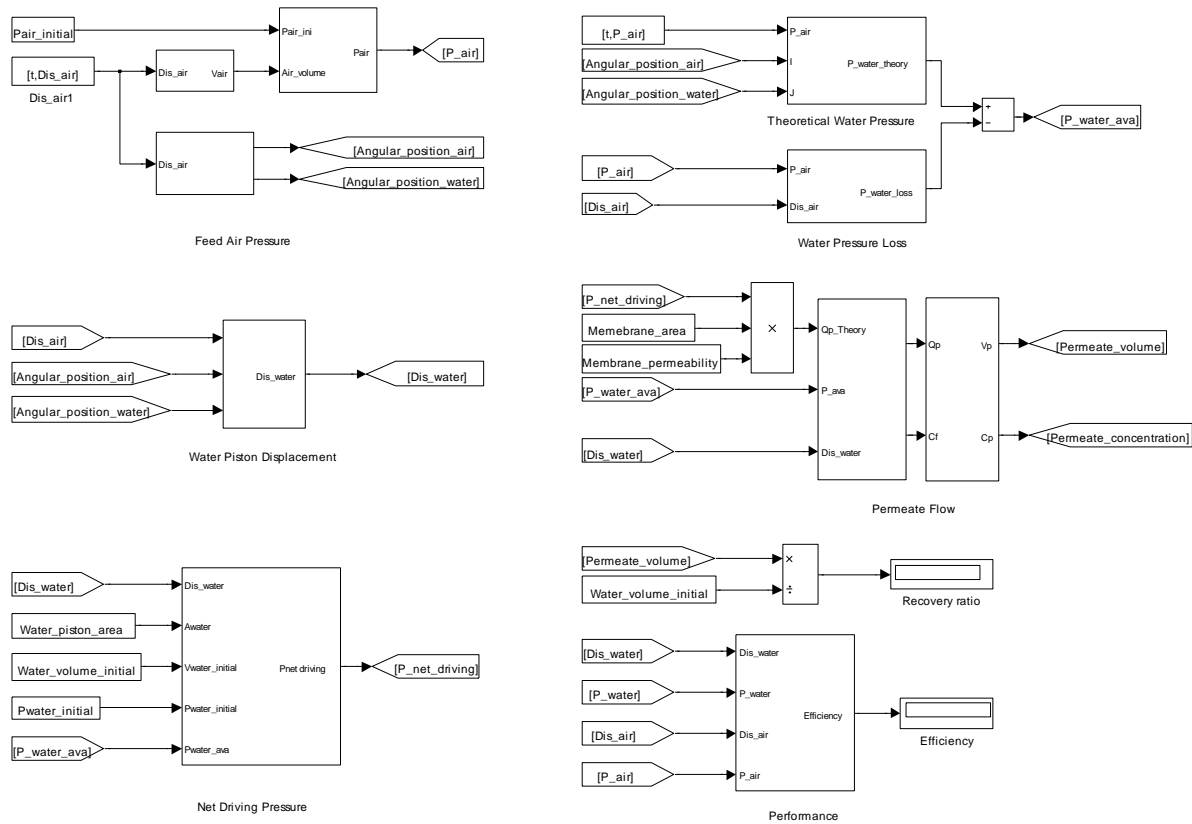 Pair_initial
[t,Dis_air]
Dis_air1
Dis_air
Vair
Pair_ini
Air_volume
Pair
[P_air]
Dis_air
[Angular_position_air]
[Angular_position_water]
Feed Air Pressure
[t,P_air]
[Angular_position_air]
[Angular_position_water]
P_air
I
J
P_water_theory
Theoretical Water Pressure
+
−
[P_water_ava]
[P_air]
[Dis_air]
P_air
Dis_air
P_water_loss
Water Pressure Loss
[Dis_air]
[Angular_position_air]
[Angular_position_water]
Dis_water
[Dis_water]
Water Piston Displacement
[P_net_driving]
Memebrane_area
Membrane_permeability
×
[P_water_ava]
[Dis_water]
Qp_Theory
P_ava
Dis_water
Qp
Cf
Vp
Cp
[Permeate_volume]
[Permeate_concentration]
Permeate Flow
[Dis_water]
Water_piston_area
Water_volume_initial
Pwater_initial
[P_water_ava]
Dis_water
Awater
Vwater_initial
Pwater_initial
Pwater_ava
Pnet driving
[P_net_driving]
Net Driving Pressure
[Permeate_volume]
Water_volume_initial
×
÷
Recovery ratio
[Dis_water]
[P_water]
[Dis_air]
[P_air]
Dis_water
P_water
Dis_air
P_air
Efficiency
Efficiency
Performance